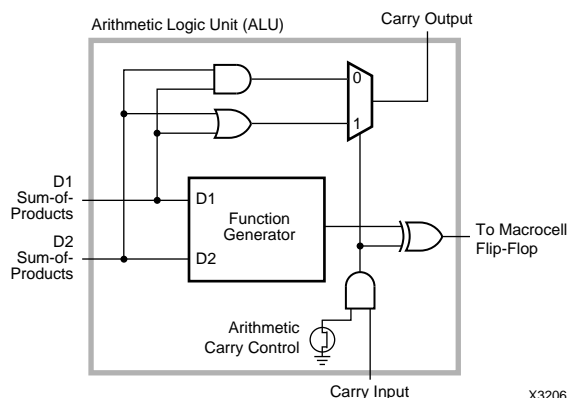 Carry Output
Arithmetic Logic Unit (ALU)
0
1
D1
Sum-of-
Products
D1
Function
Generator
To Macrocell
Flip-Flop
D2
Sum-of-
Products
D2
Arithmetic
Carry Control
Carry Input
X3206